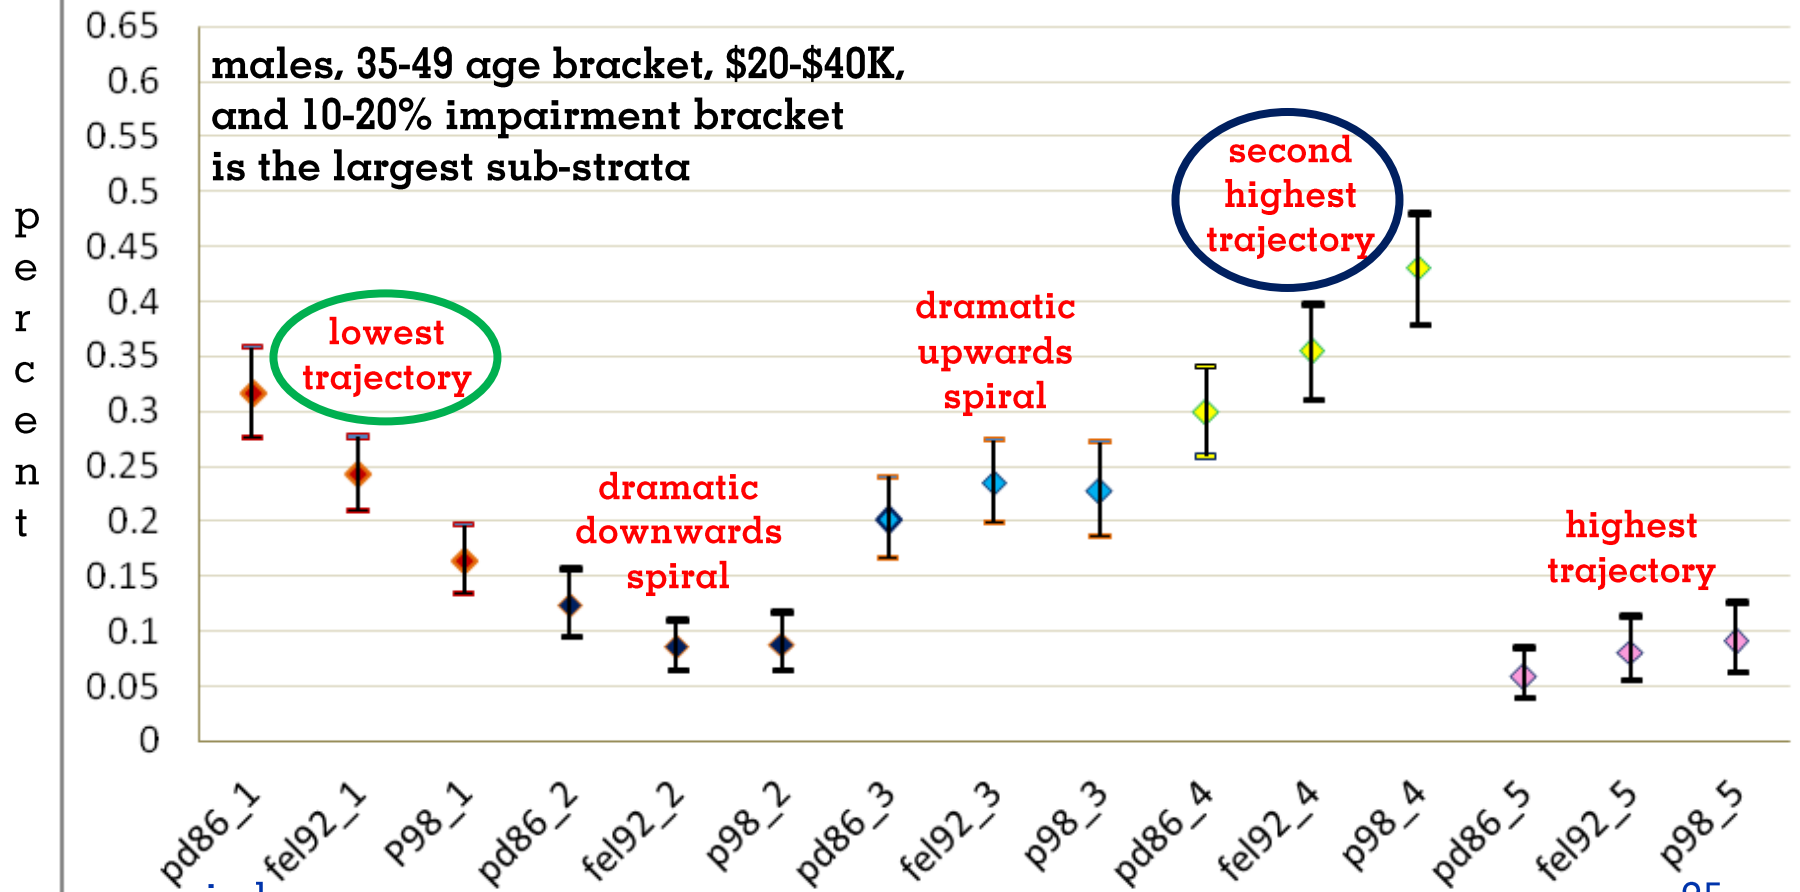 males, 35-49 age bracket, $20-$40K,
and 10-20% impairment bracket
is the largest sub-strata
percent
0.65
0.6
0.55
0.5
0.45
0.4
0.35
0.3
0.25
0.2
0.15
0.1
0.05
0
lowest
trajectory
dramatic
downwards
spiral
dramatic
upwards
spiral
second
highest
trajectory
highest
trajectory
pd86_1
fel92_1
P98_1
pd86_2
fel92_2
p98_2
pd86_3
fel92_3
p98_3
pd86_4
fel92_4
p98_4
pd86_5
fel92_5
p98_5